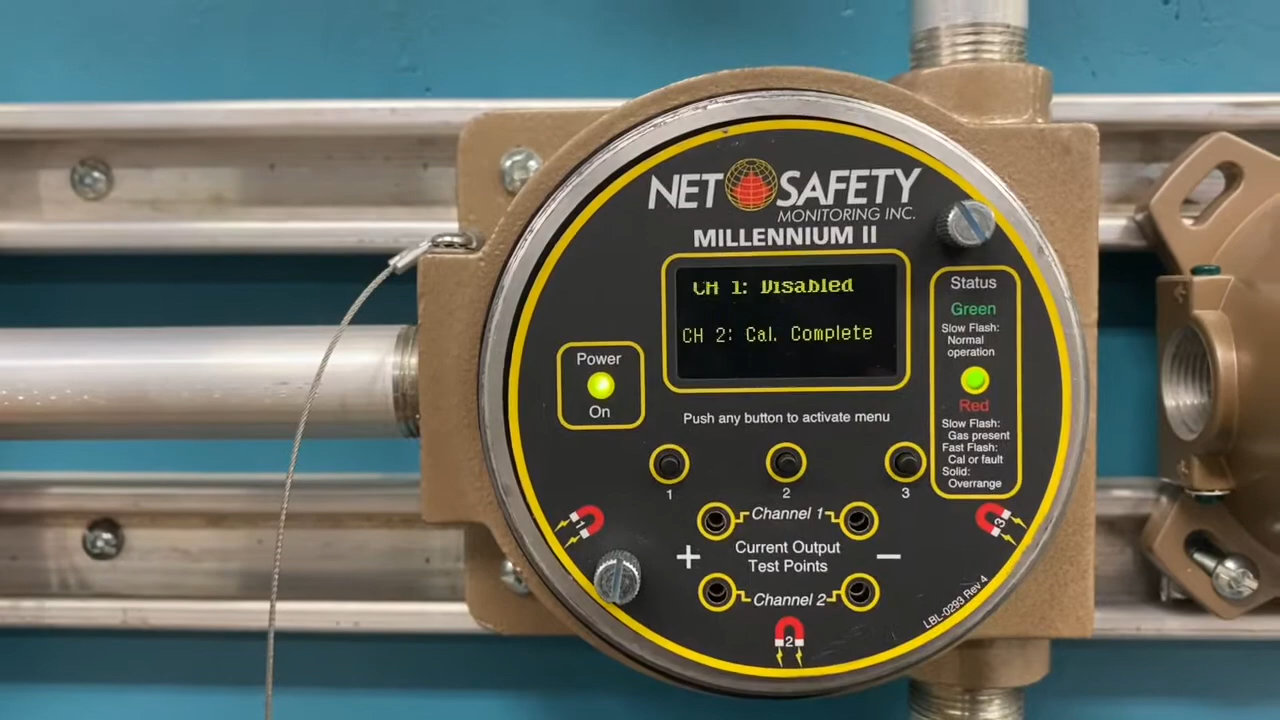 NET SAFETY
MONITORING INC.
MILLENNIUM II
CH 1: Disabled
CH 2: Cal. Complete
Power
On
Status
Green
Slow Flash:
Normal
operation
Red
Slow Flash:
Gas present
Fast Flash:
Cal or fault
Solid:
Overrange
Push any button to activate menu
1
2
3
Channel 1
+ Current Output −
Test Points
Channel 2
1
2
3
LBL-0293 Rev 4